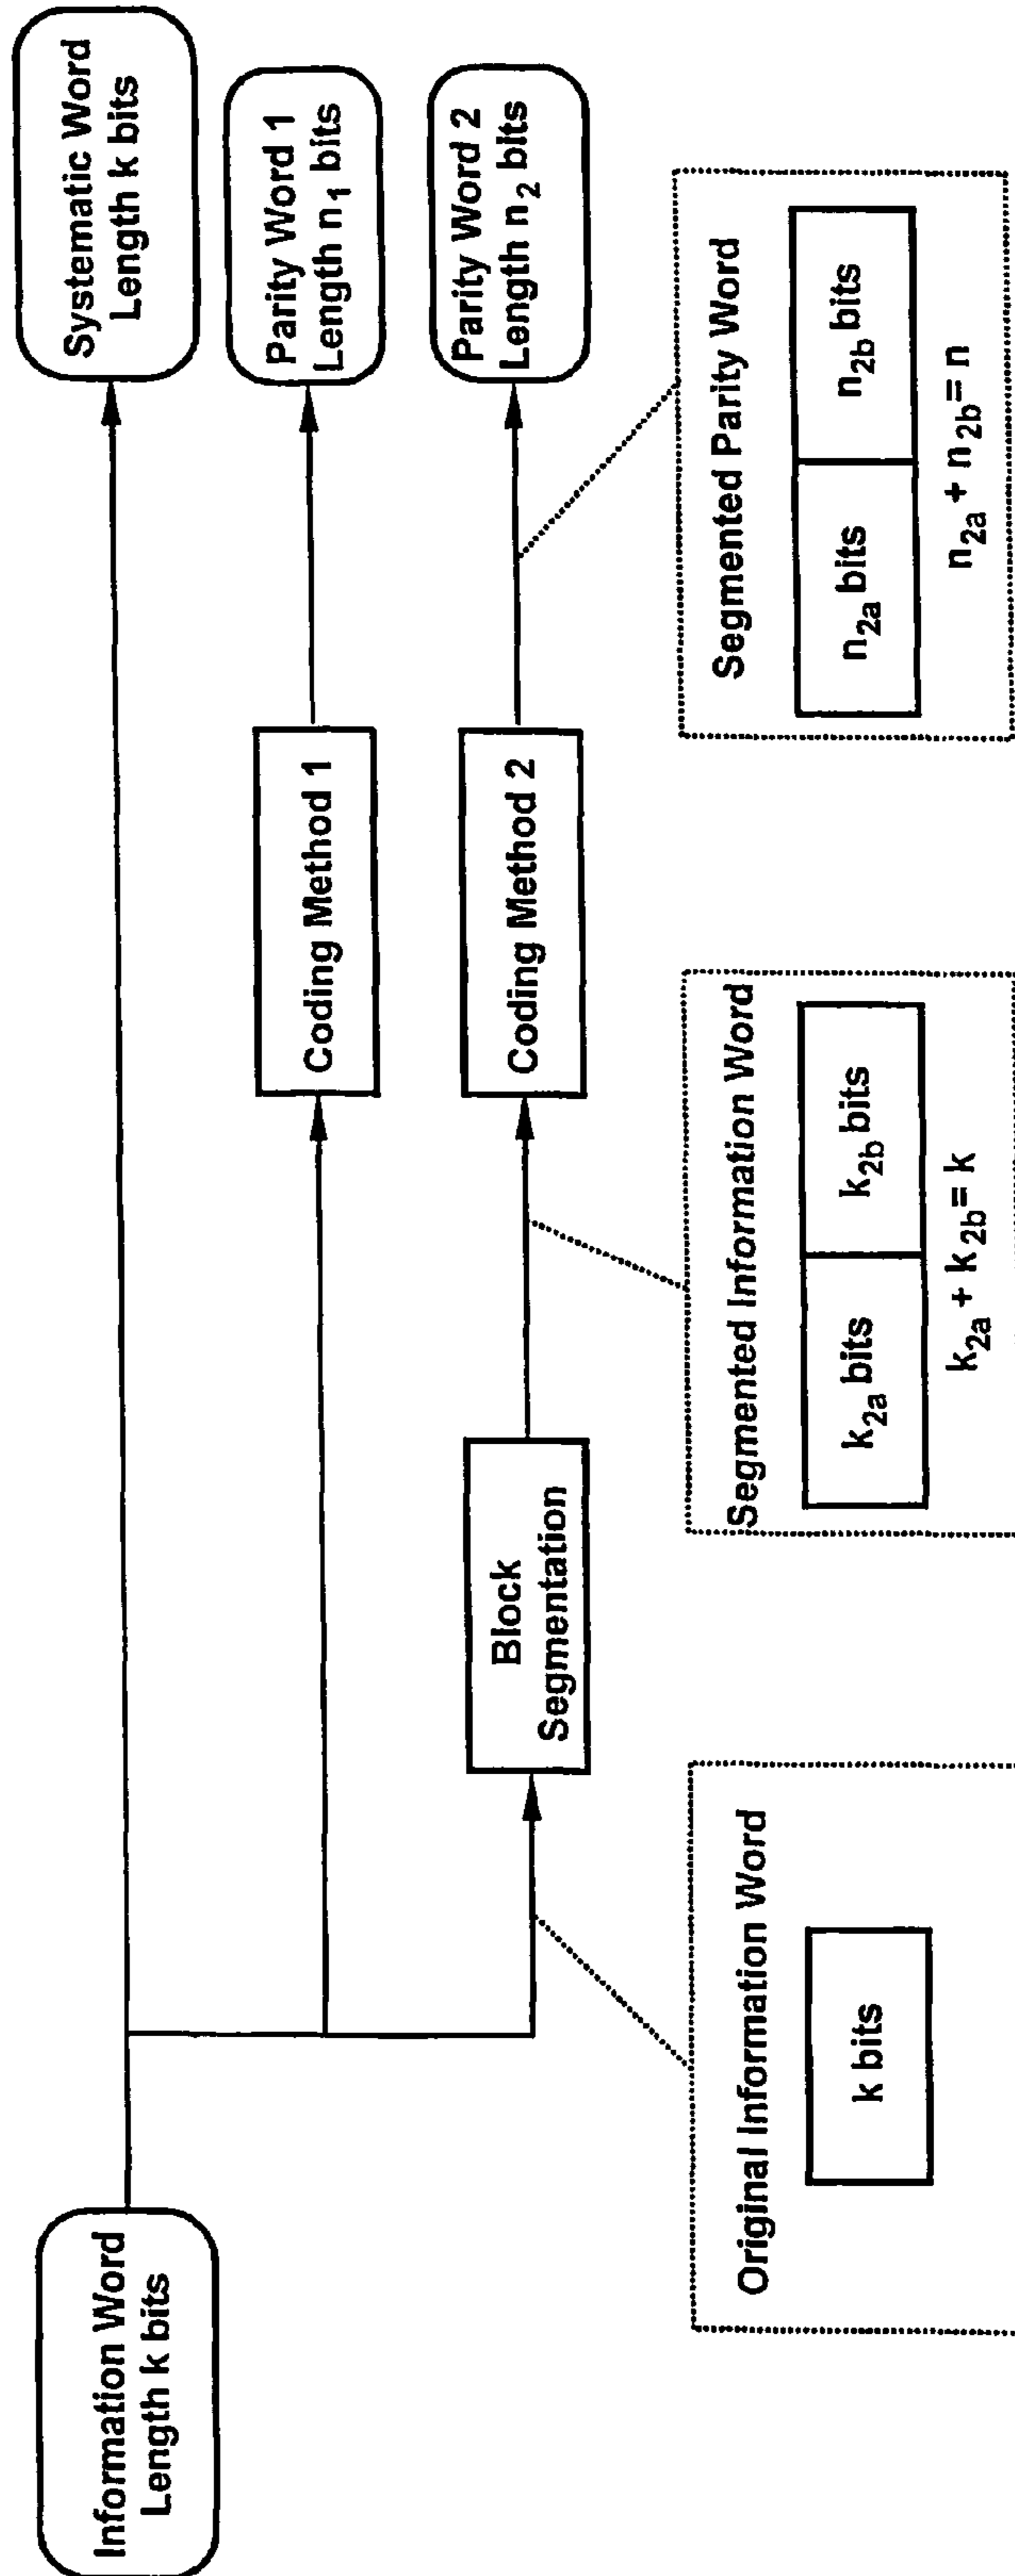 Information Word
Length k bits
Systematic Word
Length k bits
Coding Method 1
Parity Word 1
Length n₁ bits
Block
Segmentation
Coding Method 2
Parity Word 2
Length n₂ bits
Original Information Word
k bits
Segmented Information Word
k₂ₐ bits
k₂b bits
k₂ₐ + k₂b = k
Segmented Parity Word
n₂ₐ bits
n₂b bits
n₂ₐ + n₂b = n